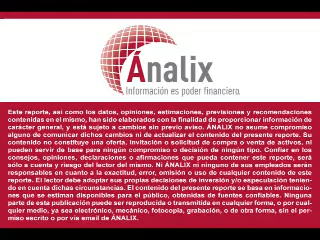 Ánalix
Información es poder financiero.
Este reporte, así como los datos, opiniones, estimaciones, previsiones y recomendaciones
contenidas en el mismo, han sido elaborados con la finalidad de proporcionar información de
carácter general, y está sujeto a cambios sin previo aviso. ANALIX no asume compromiso
alguno de comunicar dichos cambios ni de actualizar el contenido del presente reporte. Su
contenido no constituye una oferta, invitación o solicitud de compra o venta de activos, ni
pueden servir de base para ningún compromiso o decisión de ningún tipo. Confiar en los
consejos, opiniones, declaraciones o afirmaciones que pueda contener este reporte, será
sólo a cuenta y riesgo del lector del mismo. Ni ANALIX ni ninguno de sus empleados serán
responsables en cuanto a la exactitud, error, omisión o uso de cualquier contenido de este
reporte. El lector debe adoptar sus propias decisiones de inversión y/o especulación tenien-
do en cuenta dichas circunstancias. El contenido del presente reporte se basa en informacio-
nes que se estiman disponibles para el público, obtenidas de fuentes confiables. Ninguna
parte de esta publicación puede ser reproducida o transmitida en cualquier forma, o por cual-
quier medio, ya sea electrónico, mecánico, fotocopia, grabación, o de otra forma, sin el per-
miso escrito o por vía email de ANALIX.